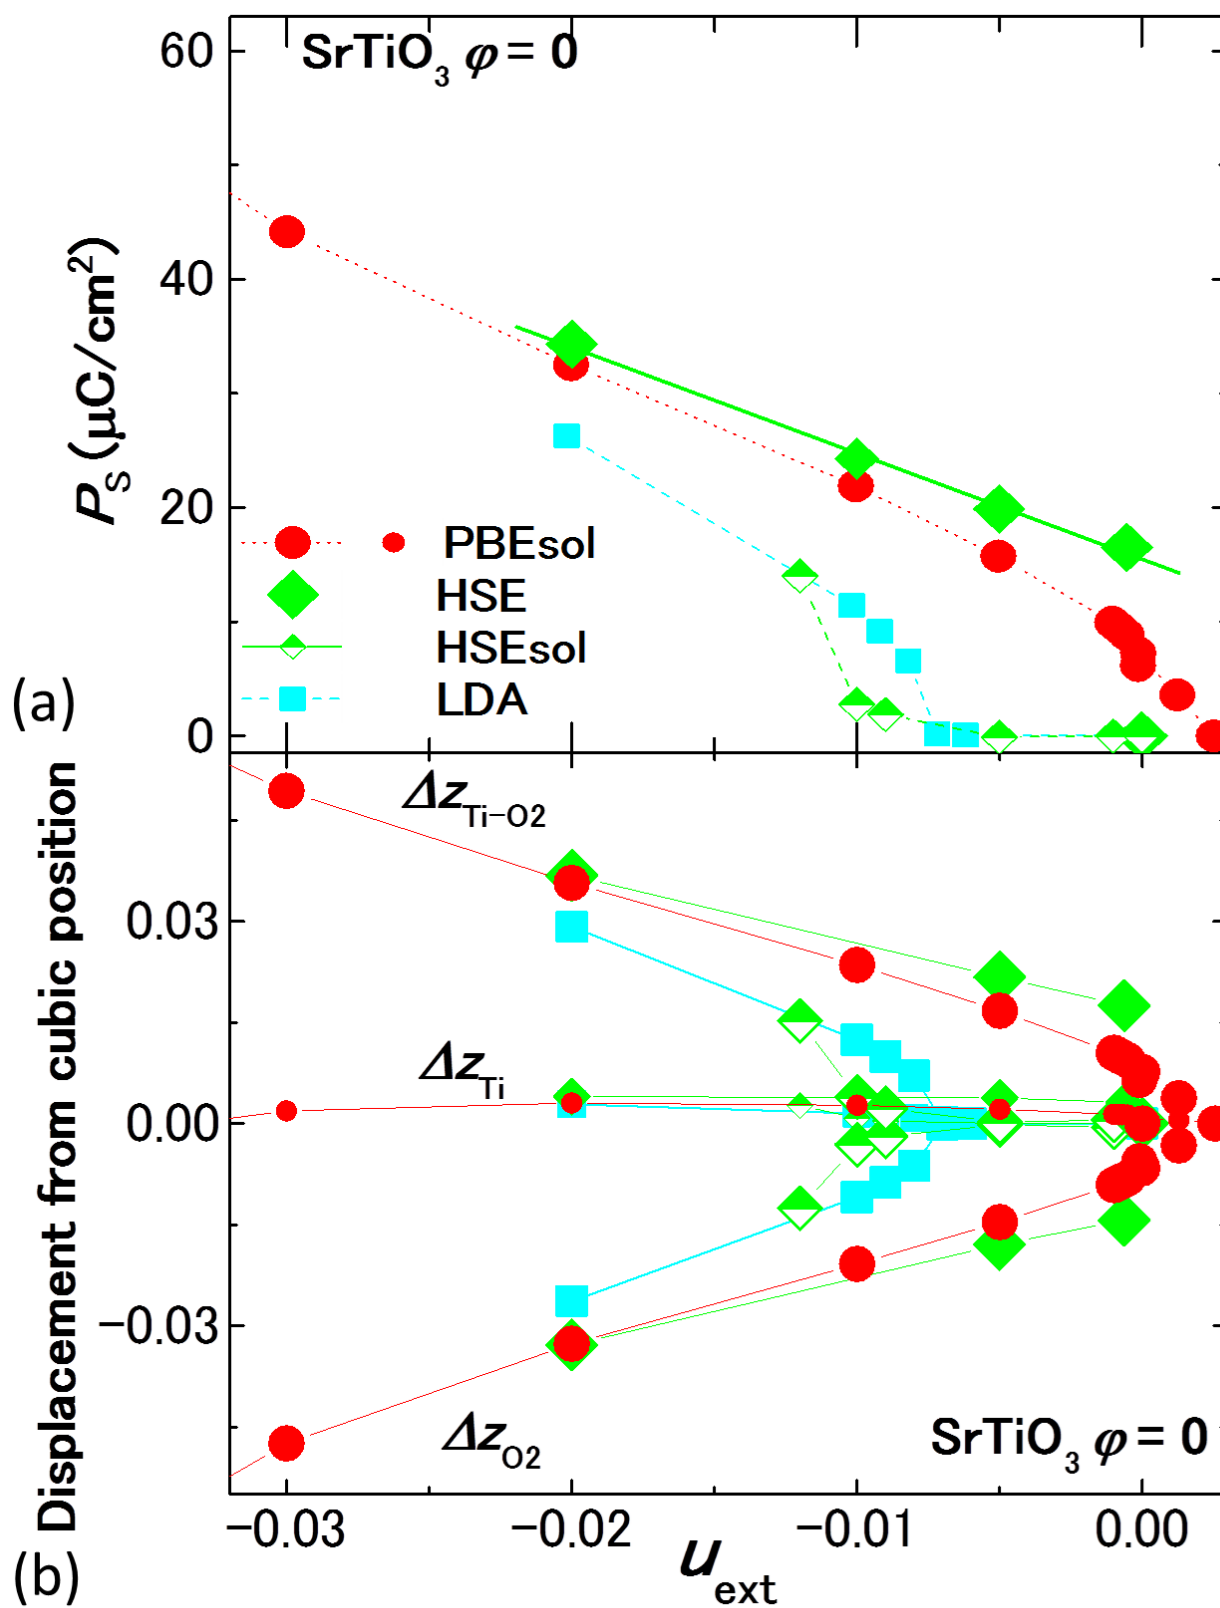 SrTiO3 φ = 0
60
40
20
0
PS (μC/cm2)
PBEsol
HSE
HSEsol
LDA
(a)
ΔzTi−O2
ΔzTi
ΔzO2
0.03
0.00
−0.03
Displacement from cubic position
SrTiO3 φ = 0
−0.03 −0.02 −0.01 0.00
uext
(b)